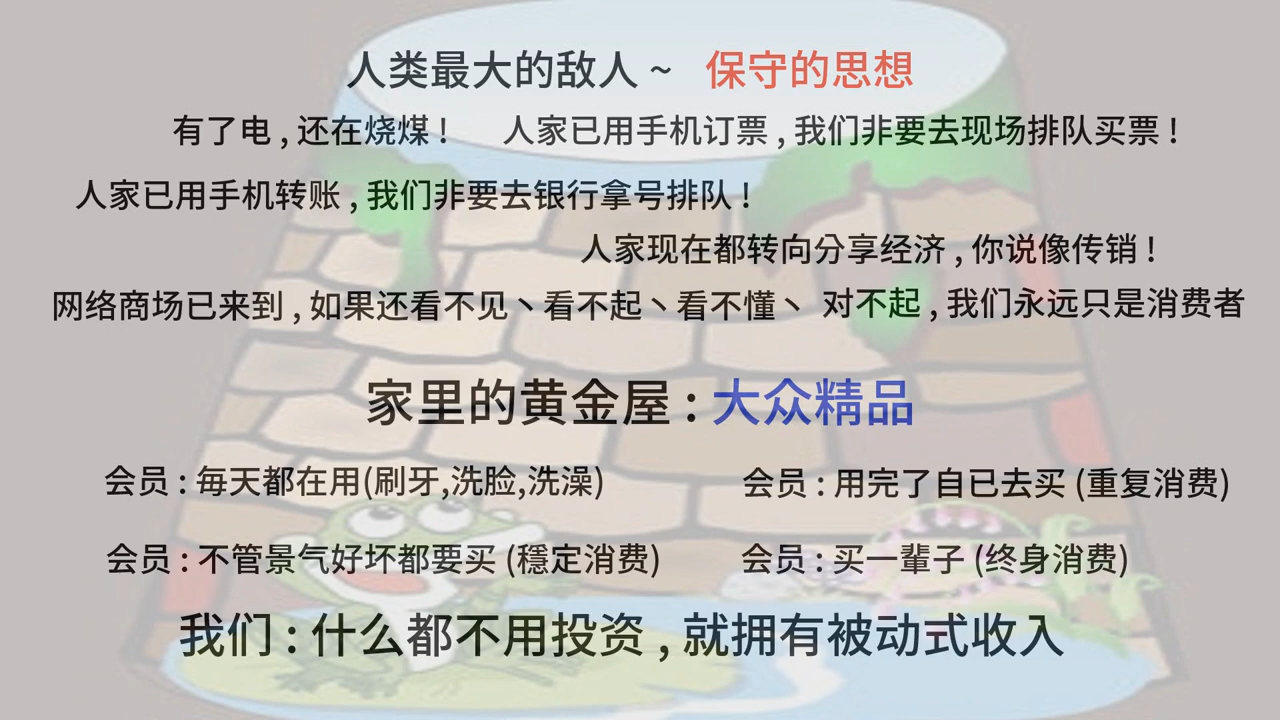 人类最大的敌人 ~ 保守的思想
有了电 , 还在烧煤 ! 人家已用手机订票 , 我们非要去现场排队买票 !
人家已用手机转账 , 我们非要去银行拿号排队 !
人家现在都转向分享经济 , 你说像传销 !
网络商场已来到 , 如果还看不见丶看不起丶看不懂丶 对不起 , 我们永远只是消费者
家里的黄金屋 : 大众精品
会员 : 每天都在用(刷牙,洗脸,洗澡) 会员 : 用完了自已去买 (重复消费)
会员 : 不管景气好坏都要买 (穩定消费) 会员 : 买一辈子 (终身消费)
我们 : 什么都不用投资 , 就拥有被动式收入